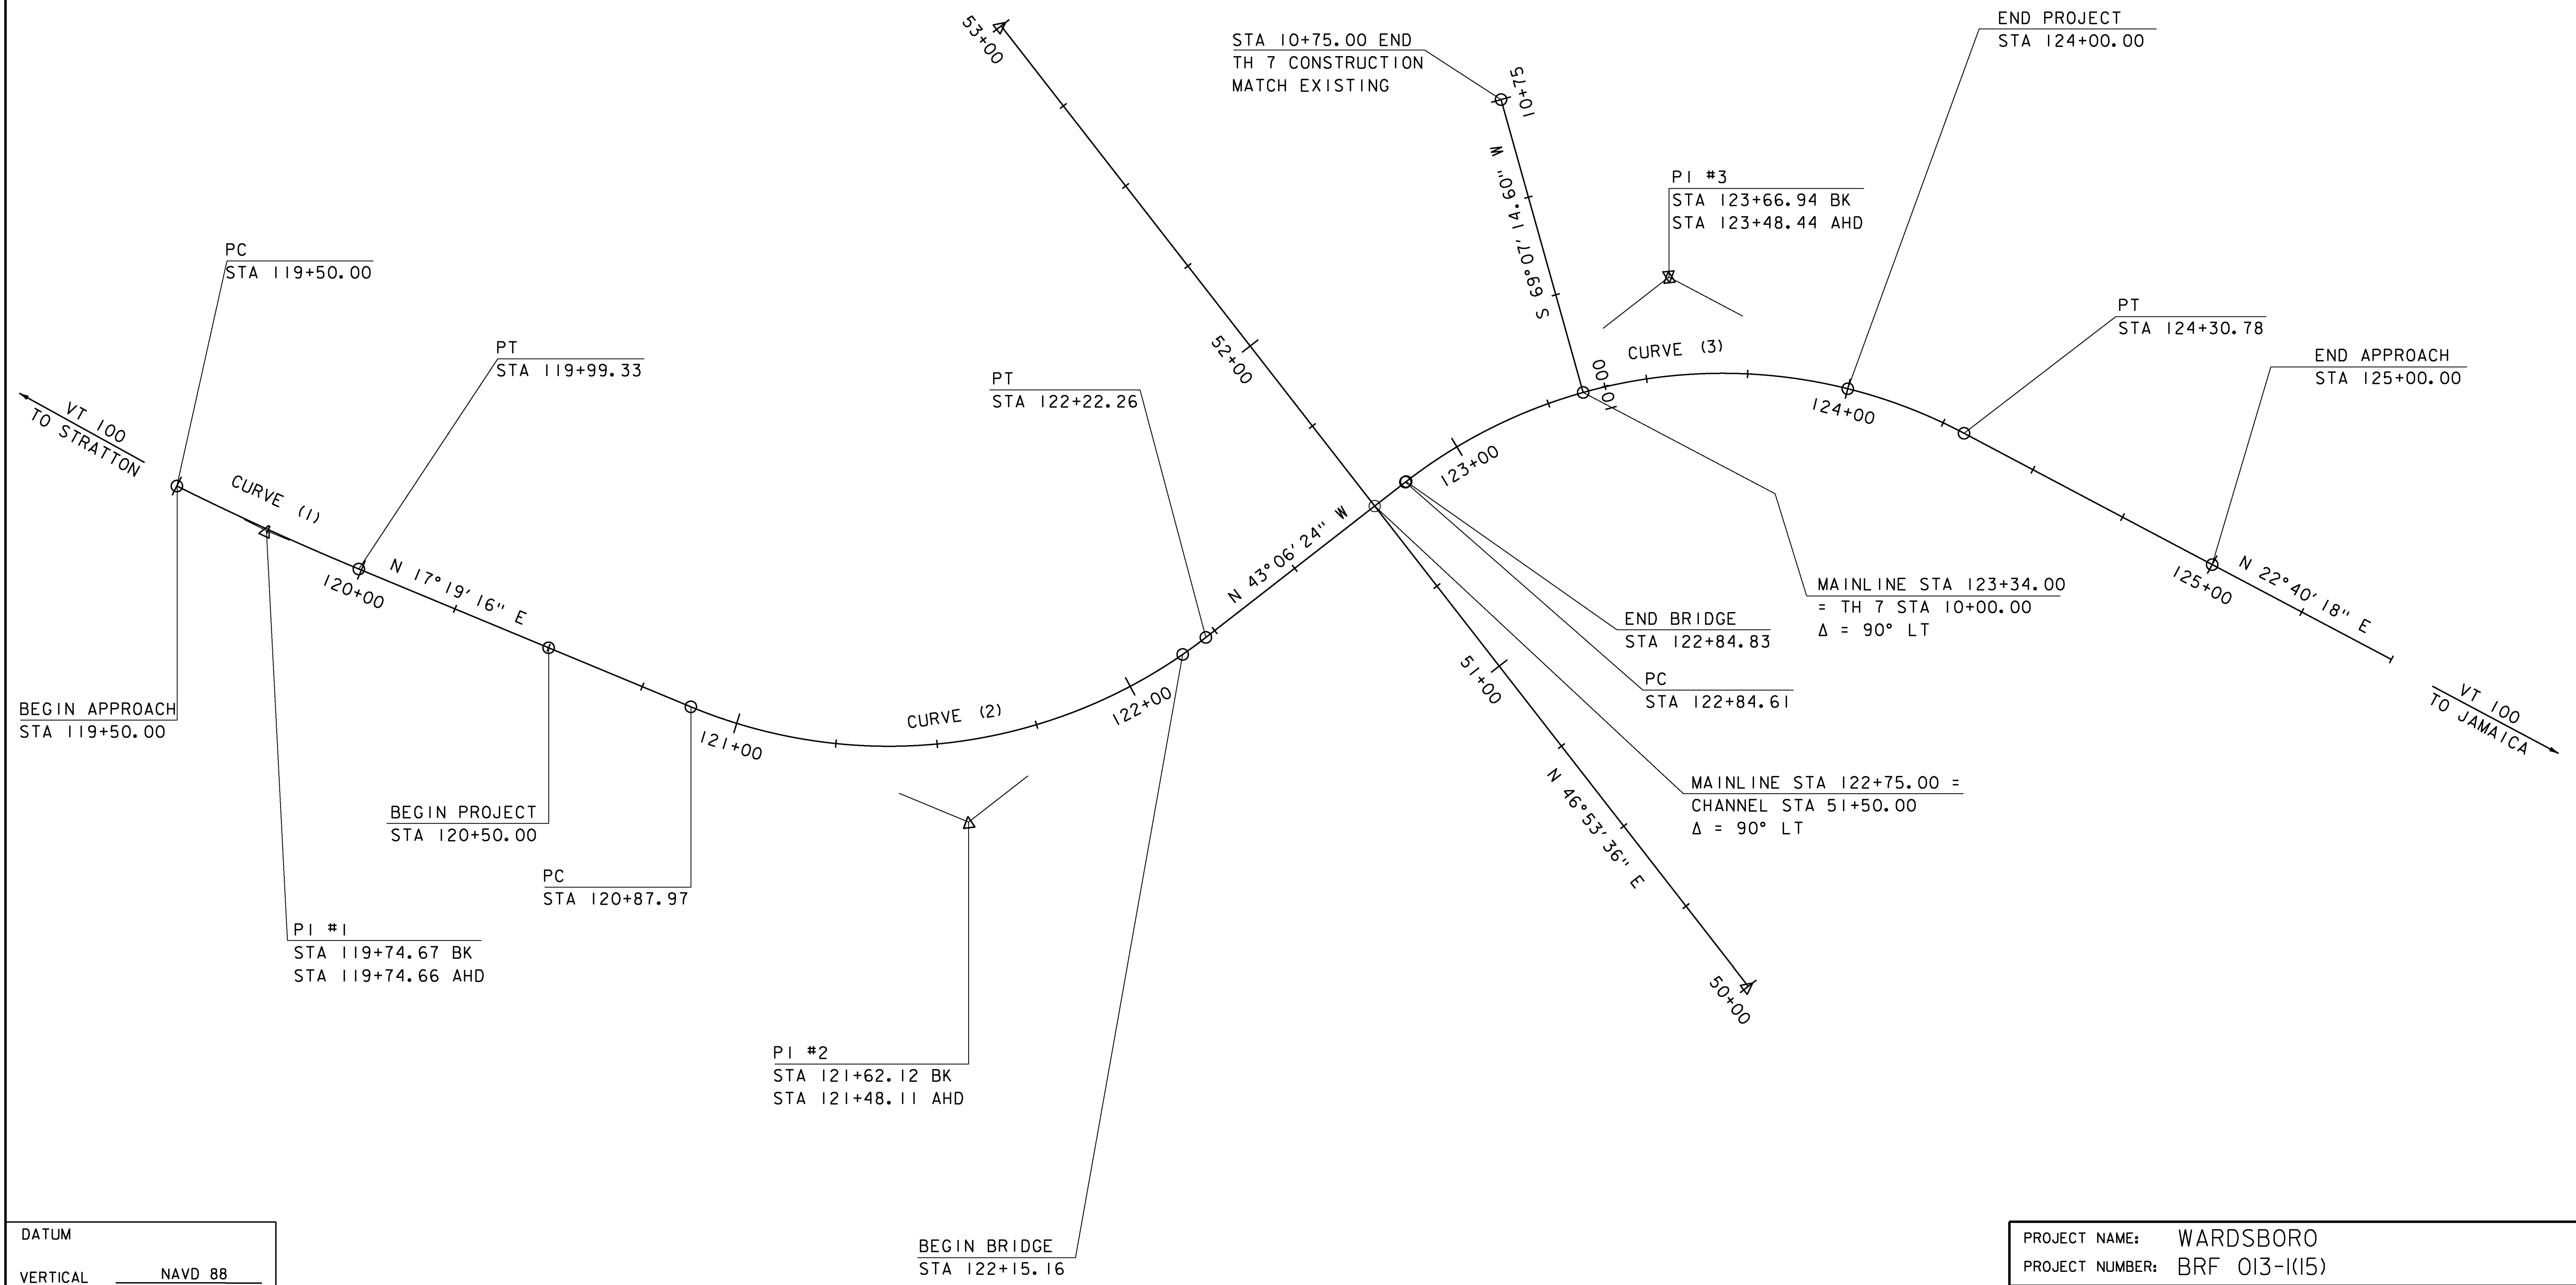 53+00
STA 10+75.00 END
TH 7 CONSTRUCTION
MATCH EXISTING
10+75
END PROJECT
STA 124+00.00
PI #3
STA 123+66.94 BK
STA 123+48.44 AHD
S 69°07'14.60" W
PC
STA 119+50.00
PT
STA 119+99.33
52+00
PT
STA 122+22.26
10+00
CURVE (3)
124+00
PT
STA 124+30.78
END APPROACH
STA 125+00.00
VT 100
TO STRATTON
CURVE (1)
120+00
N 17°19'16" E
123+00
N 43°06'24" W
125+00
N 22°40'18" E
MAINLINE STA 123+34.00
= TH 7 STA 10+00.00
Δ = 90° LT
END BRIDGE
STA 122+84.83
PC
STA 122+84.61
51+00
122+00
CURVE (2)
121+00
BEGIN APPROACH
STA 119+50.00
VT 100
TO JAMAICA
MAINLINE STA 122+75.00 =
CHANNEL STA 51+50.00
Δ = 90° LT
N 46°53'36" E
BEGIN PROJECT
STA 120+50.00
PC
STA 120+87.97
PI #1
STA 119+74.67 BK
STA 119+74.66 AHD
50+00
PI #2
STA 121+62.12 BK
STA 121+48.11 AHD
BEGIN BRIDGE
STA 122+15.16
DATUM
VERTICAL NAVD 88
PROJECT NAME: WARDSBORO
PROJECT NUMBER: BRF 013-1(15)